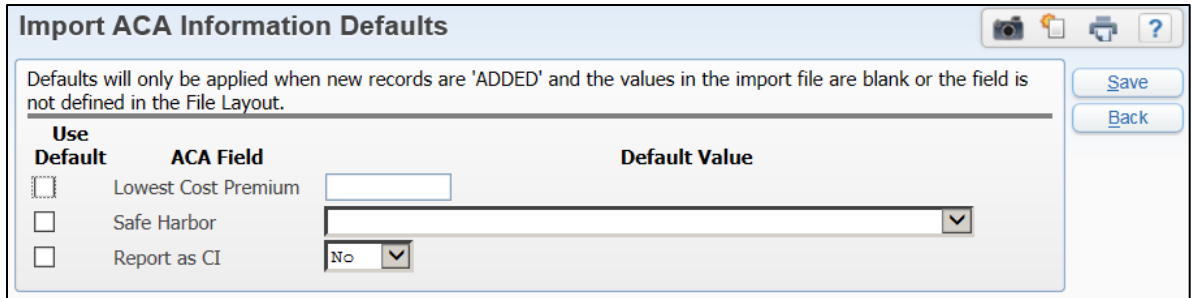 Import ACA Information Defaults
?
Defaults will only be applied when new records are 'ADDED' and the values in the import file are blank or the field is
not defined in the File Layout.
Save
Back
Use
Default ACA Field Default Value
Lowest Cost Premium
Safe Harbor
Report as CI No